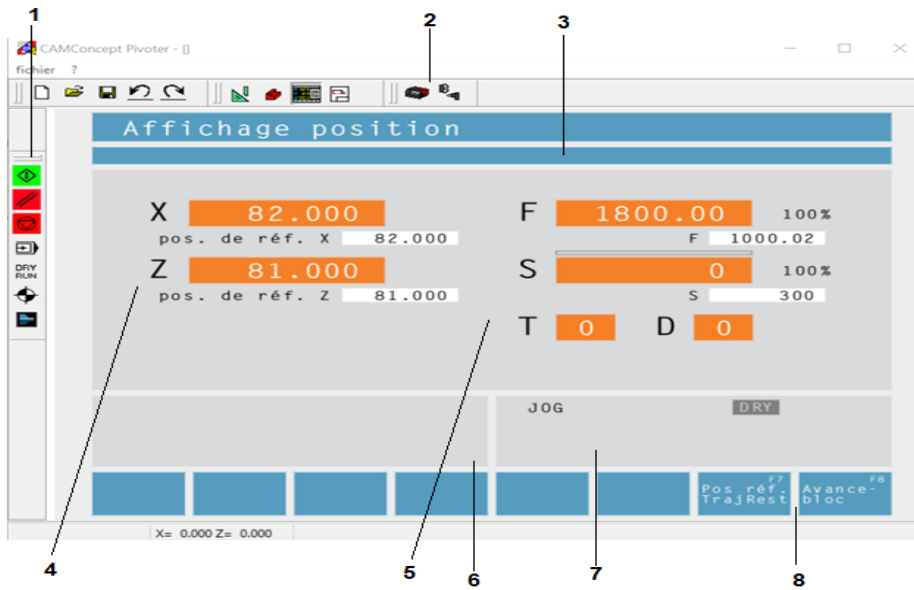 1 2 3
CAMConcept Pivoter - []
fichier ?
Affichage position
X 82.000 F 1800.00 100%
pos. de réf. X 82.000 F 1000.02
Z 81.000 S 0 100%
pos. de réf. Z 81.000 S 300
T 0 D 0
DRY
RUN
JOG DRY
F7 F8
Pos réf. Avance-
TrajRest bloc
X= 0.000 Z= 0.000
4 5 6 7 8